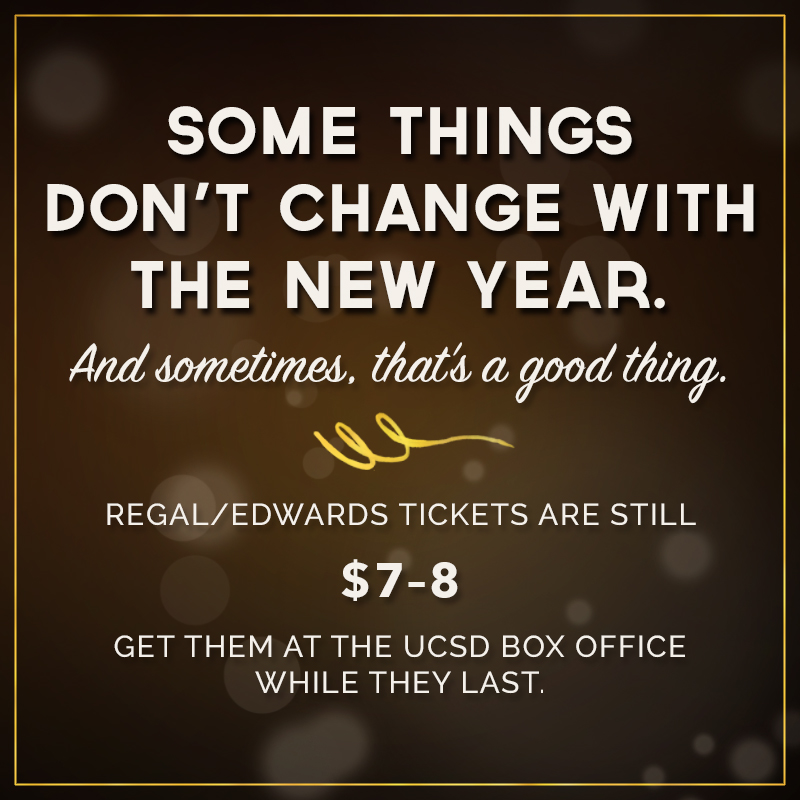 SOME THINGS
DON'T CHANGE WITH
THE NEW YEAR.
And sometimes, that's a good thing.
REGAL/EDWARDS TICKETS ARE STILL
$7-8
GET THEM AT THE UCSD BOX OFFICE
WHILE THEY LAST.